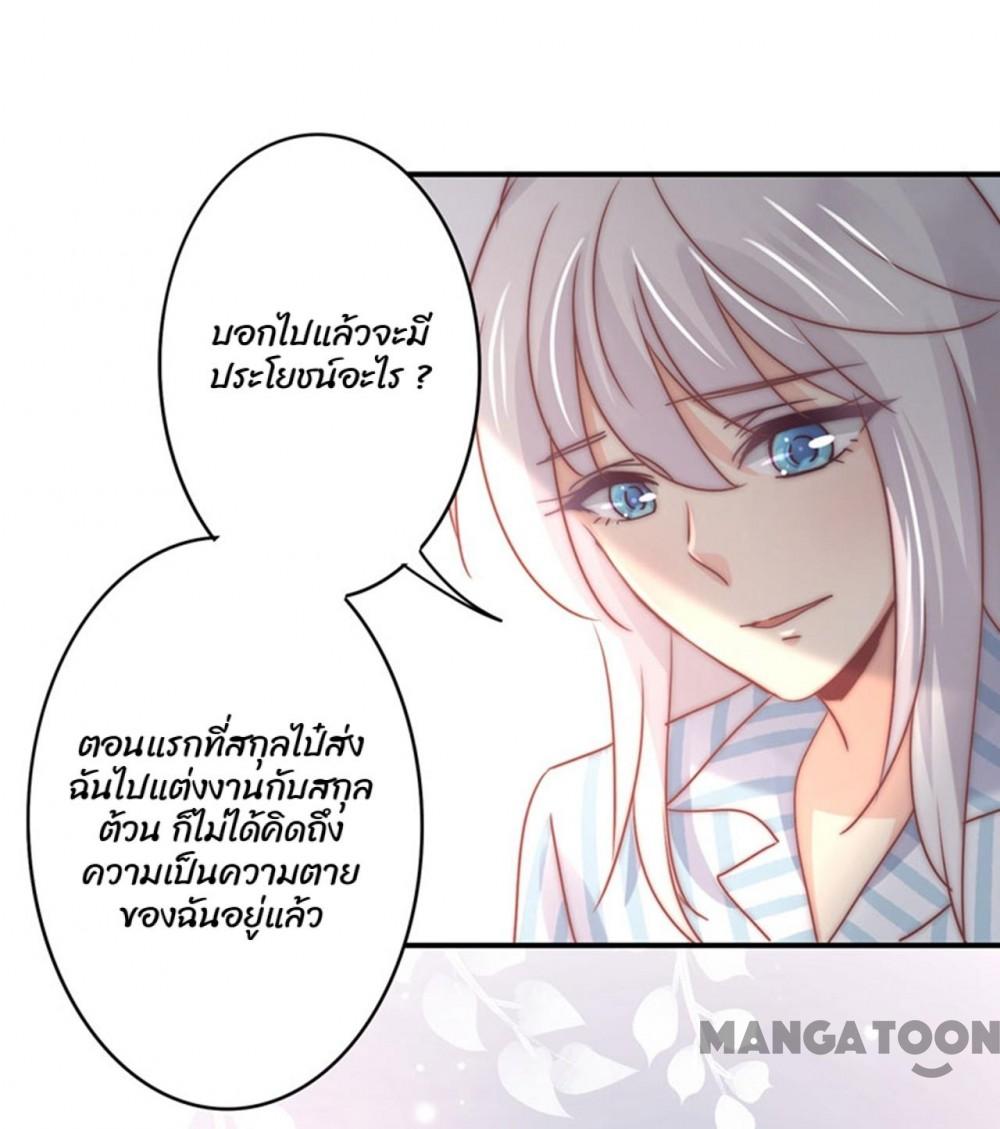 บอกไปแล้วจะมี
ประโยชน์อะไร ?
ตอนแรกที่สกุลไป๋ส่ง
ฉันไปแต่งงานกับสกุล
ต้วน ก็ไม่ได้คิดถึง
ความเป็นความตาย
ของฉันอยู่แล้ว
MANGATOON